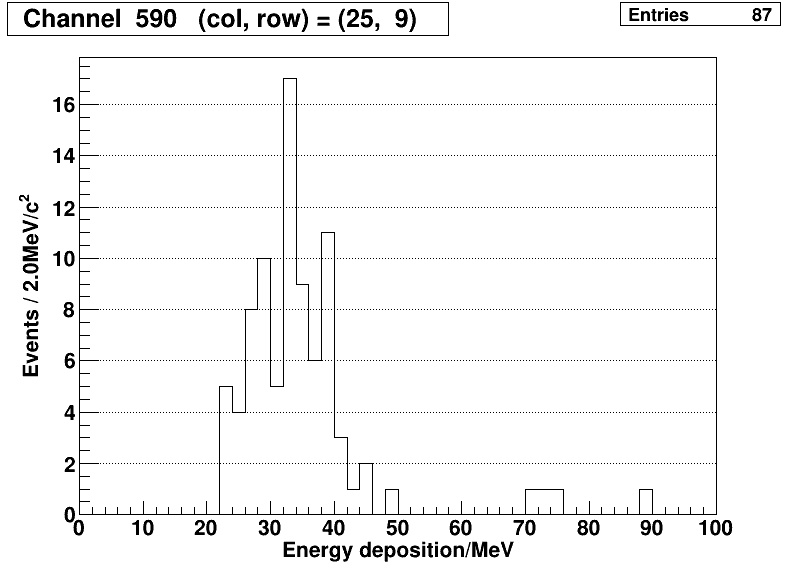 Channel 590 (col, row) = (25, 9)
Entries 87
Events / 2.0MeV/c²
16
14
12
10
8
6
4
2
0
0 10 20 30 40 50 60 70 80 90 100
Energy deposition/MeV